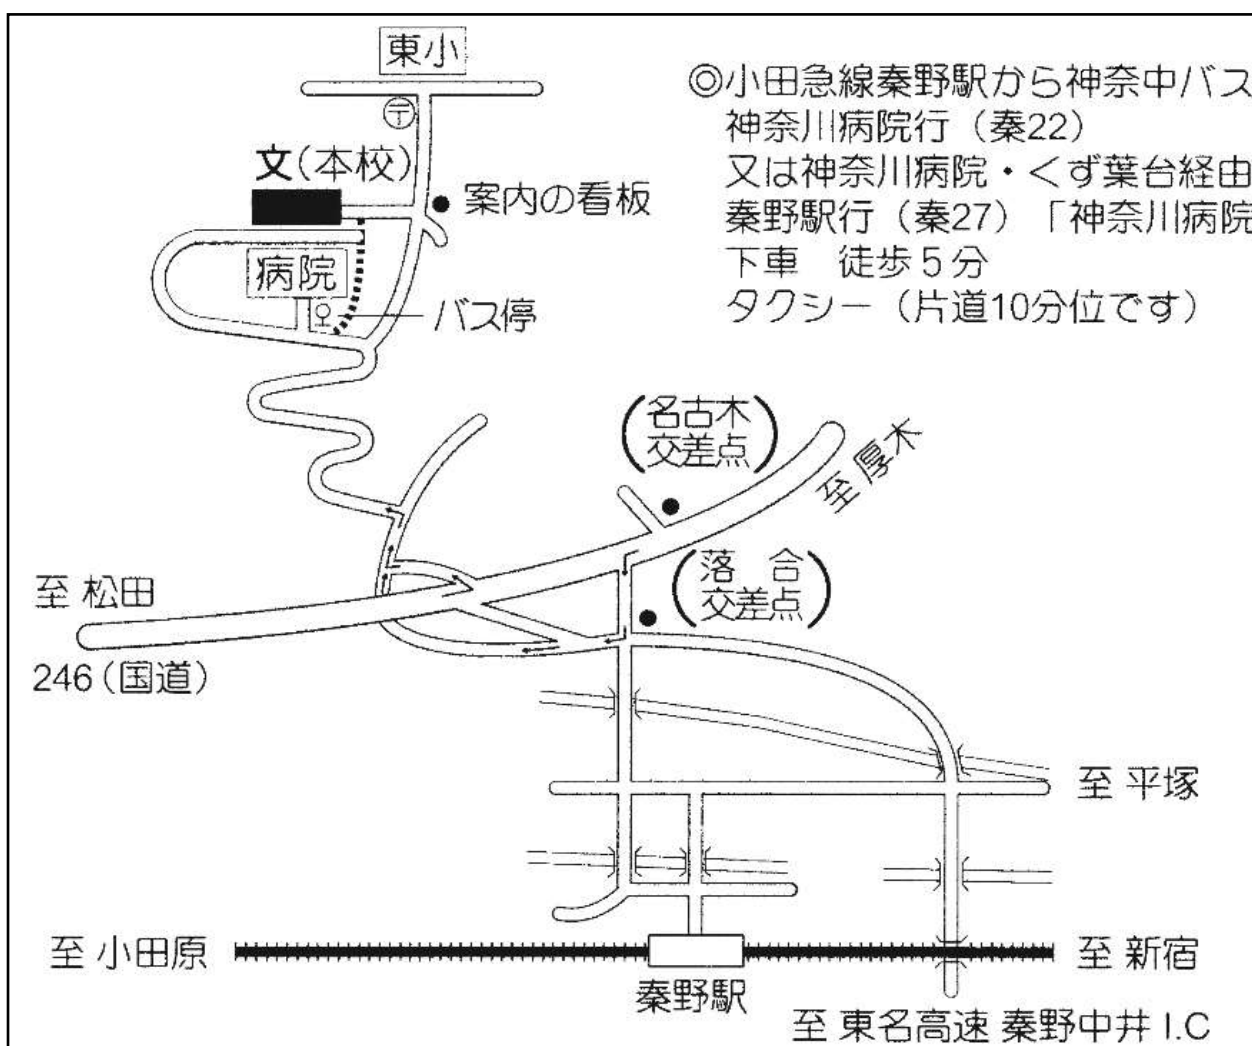 東小
◎小田急線秦野駅から神奈中バス
神奈川病院行（秦22）
又は神奈川病院・くず葉台経由
秦野駅行（秦27）「神奈川病院
下車　徒歩５分
タクシー（片道10分位です）
〒
文(本校)
案内の看板
病院
バス停
(名古木
交差点)
至 厚木
(落　合
交差点)
至 松田
246(国道)
至 平塚
至 小田原
至 新宿
秦野駅
至 東名高速 秦野中井 I.C